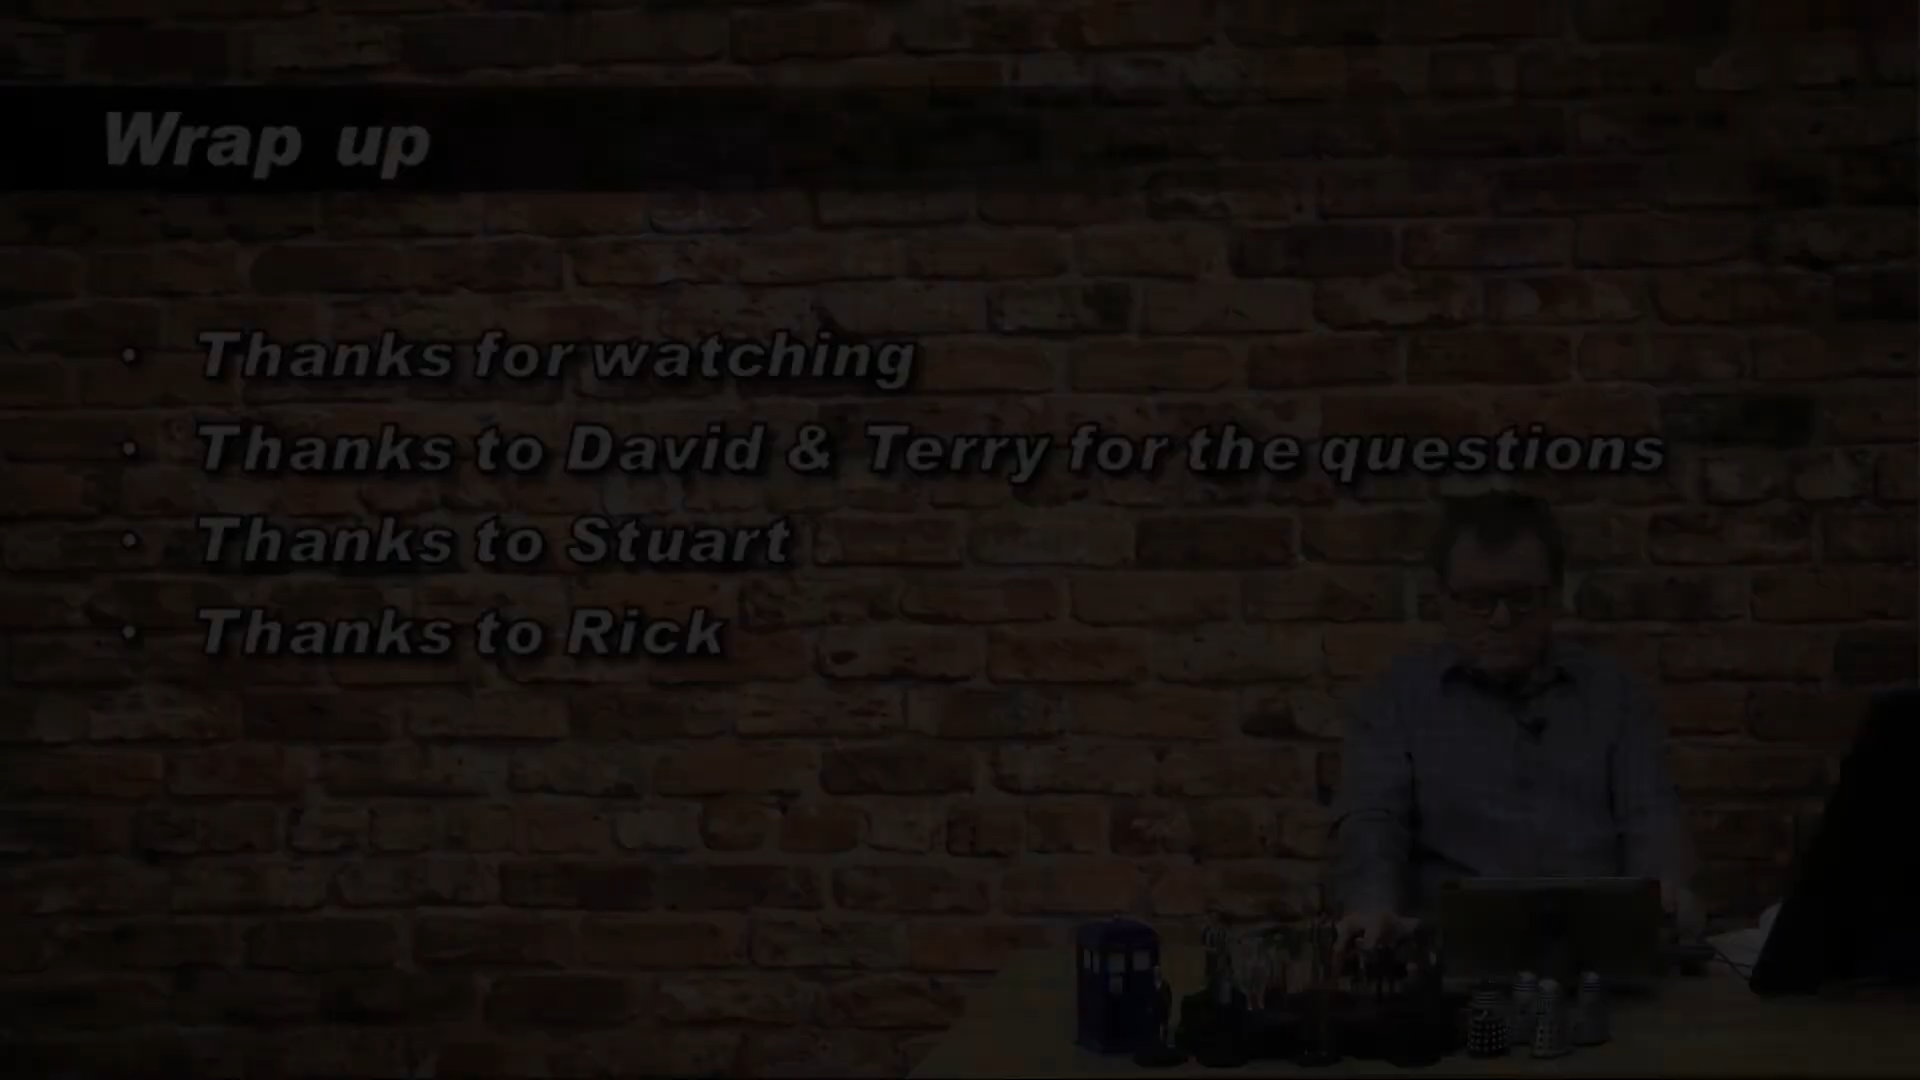 Wrap up
• Thanks for watching
• Thanks to David & Terry for the questions
• Thanks to Stuart
• Thanks to Rick